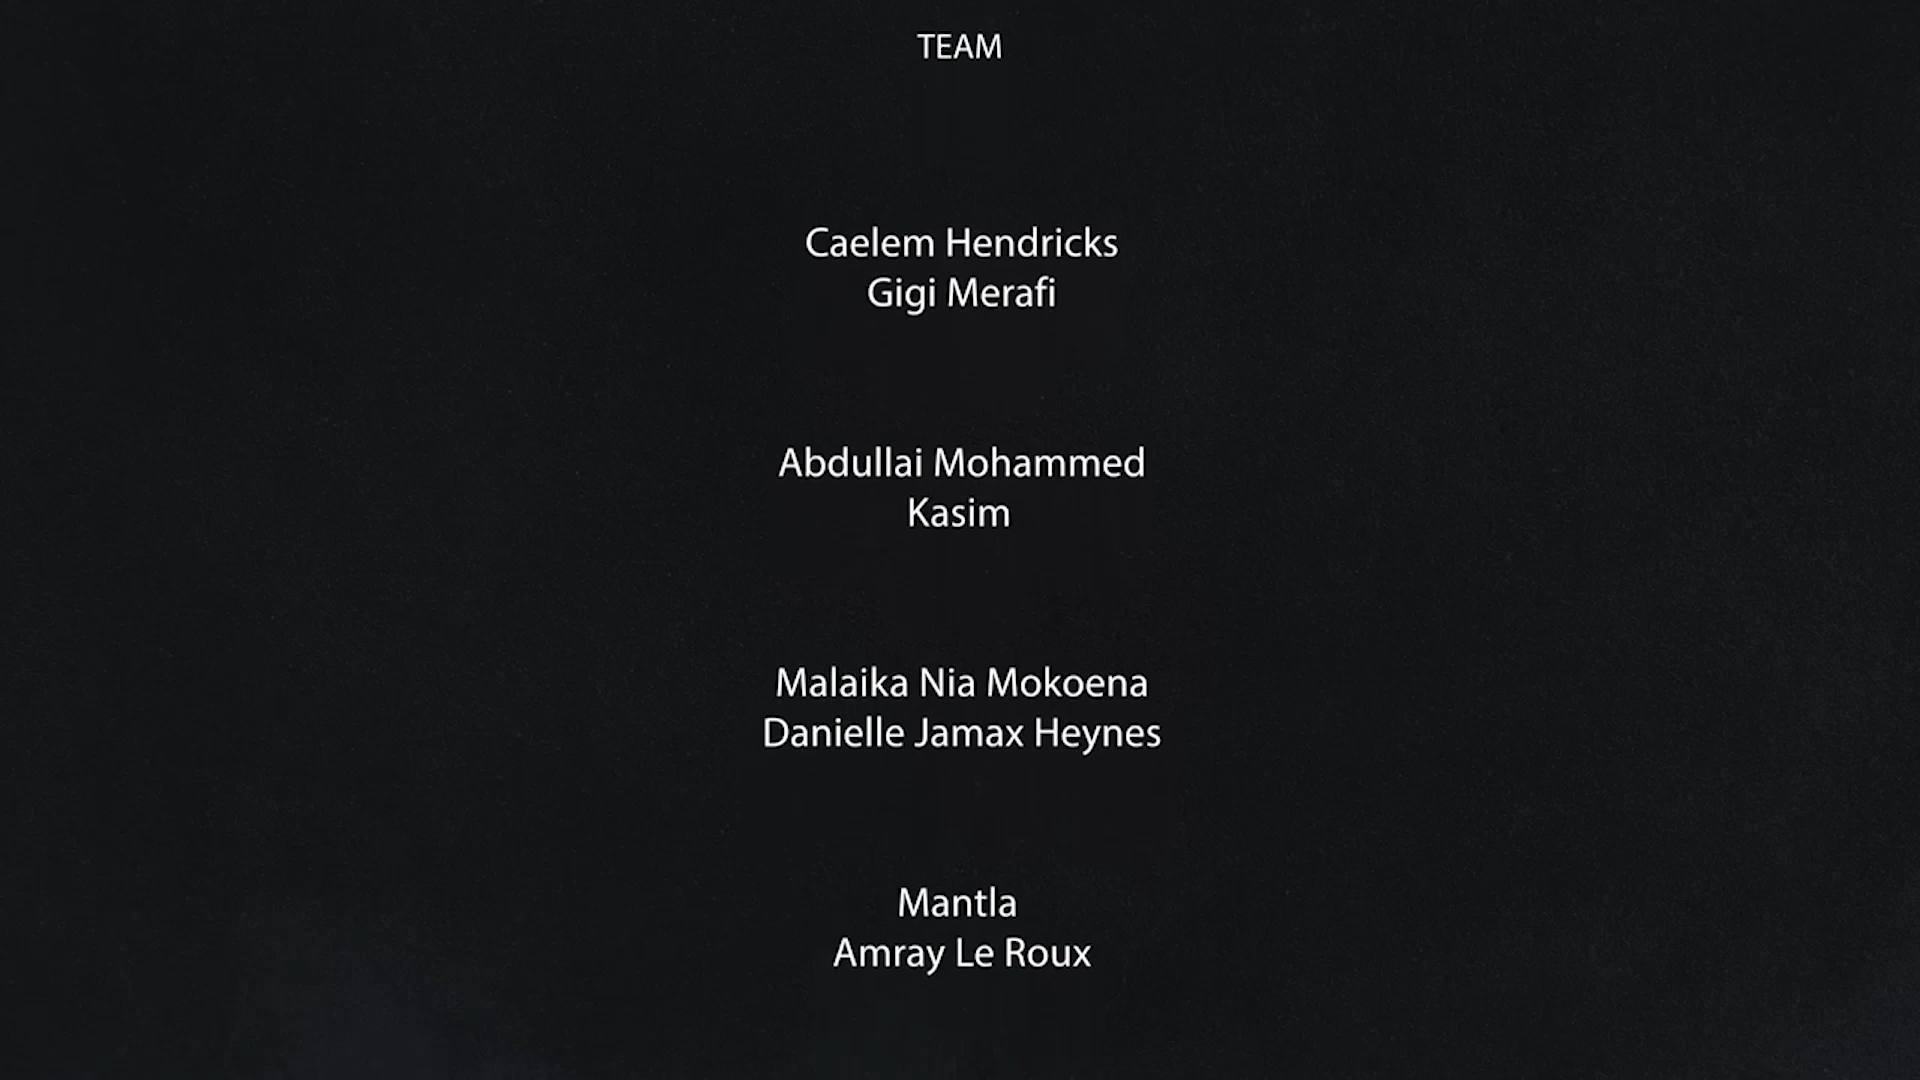 TEAM
Caelem Hendricks
Gigi Merafi
Abdullai Mohammed
Kasim
Malaika Nia Mokoena
Danielle Jamax Heynes
Mantla
Amray Le Roux